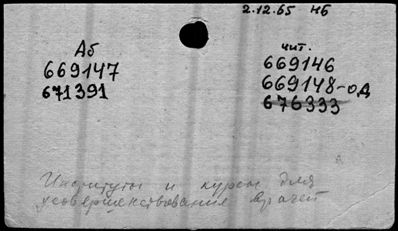 2.12.65 НБ
Аб
669147
671391
чит.
669146
669148-од
676333
Институты и курсы для
усовершенствования врачей